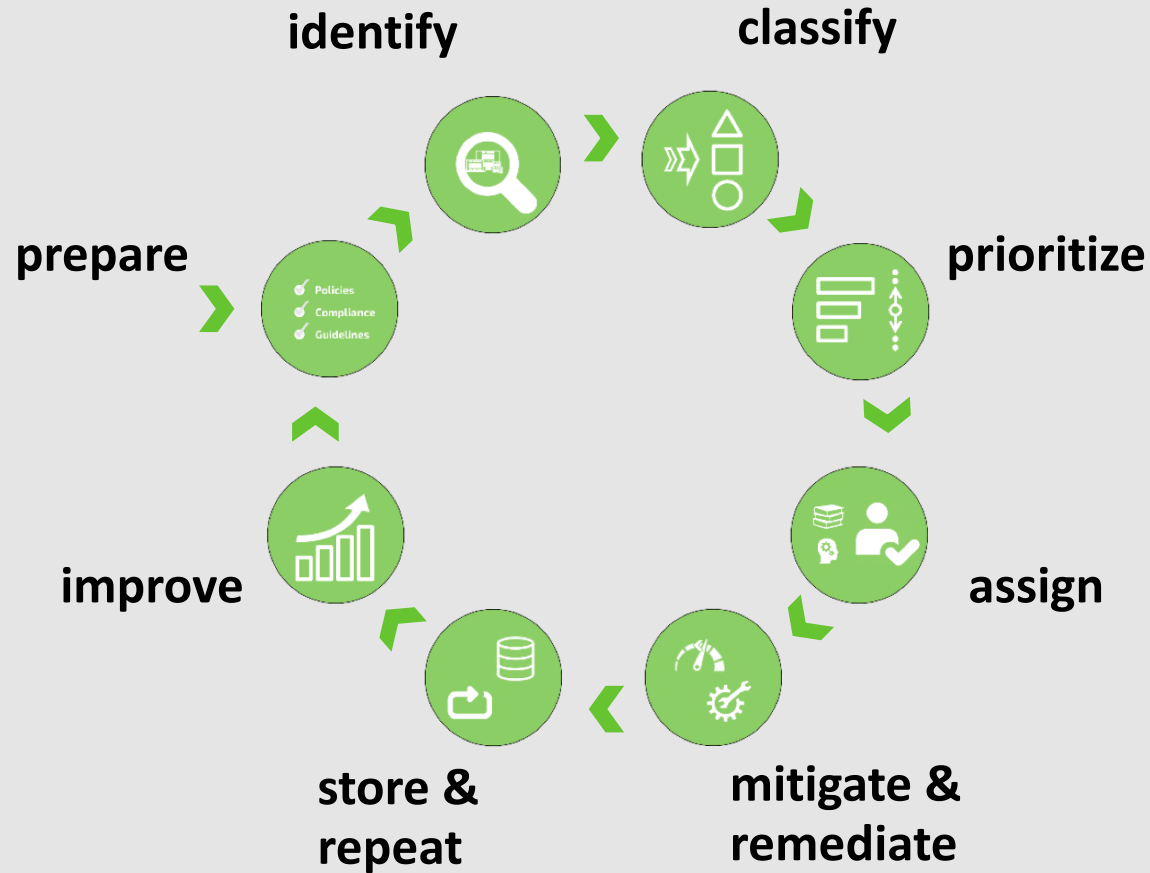 identify
classify
prepare
prioritize
Policies
Compliance
Guidelines
improve
assign
store &
repeat
mitigate &
remediate